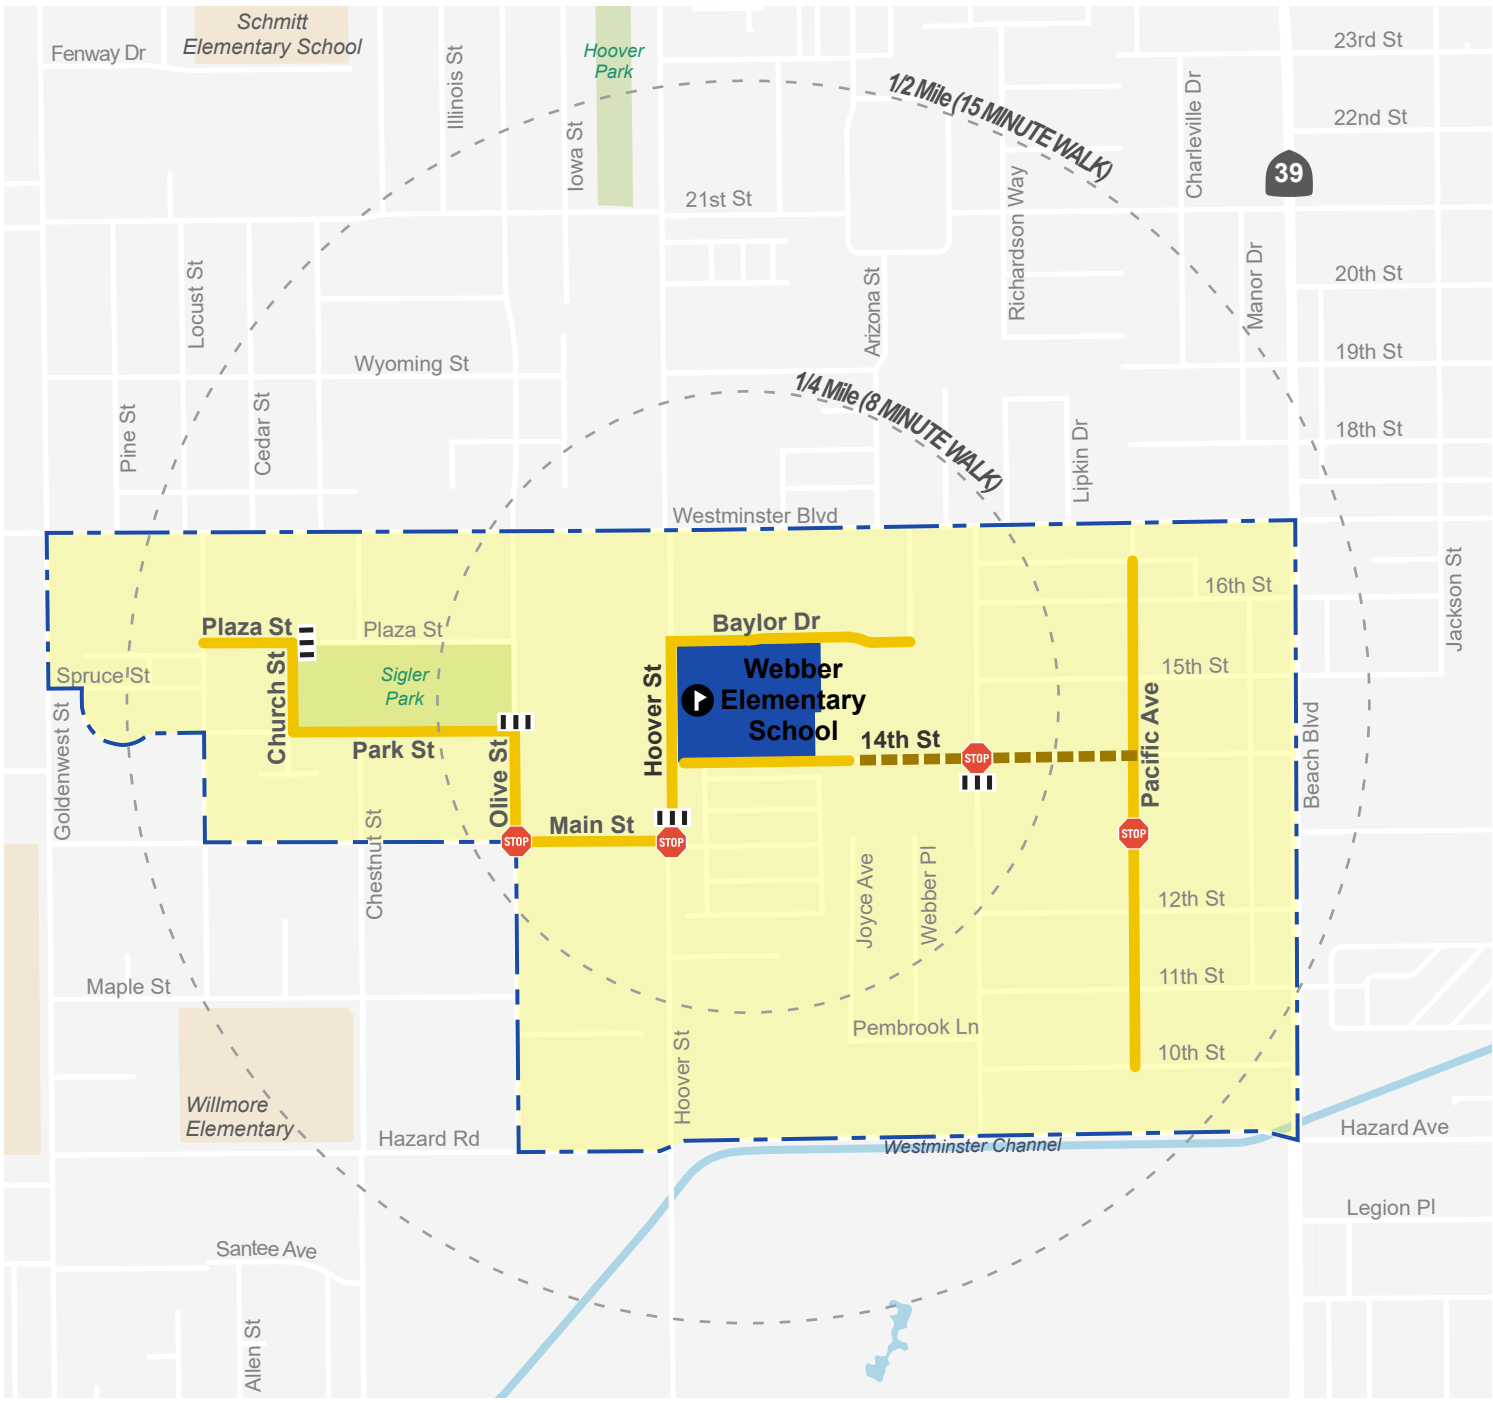 Schmitt
Elementary School
Fenway Dr
Illinois St
Hoover
Park
Iowa St
1/2 Mile (15 MINUTE WALK)
23rd St
22nd St
Charleville Dr
39
21st St
Richardson Way
Locust St
Arizona St
Manor Dr
20th St
Wyoming St
19th St
1/4 Mile (8 MINUTE WALK)
Pine St
Cedar St
Lipkin Dr
18th St
Westminster Blvd
Jackson St
16th St
Plaza St
Plaza St
Baylor Dr
Spruce St
Sigler
Park
Church St
Hoover St
Webber
Elementary
School
15th St
Goldenwest St
Park St
Olive St
14th St
STOP
Pacific Ave
Beach Blvd
Main St
STOP
STOP
STOP
Chestnut St
Joyce Ave
Webber Pl
12th St
11th St
Maple St
Pembrook Ln
10th St
Hoover St
Willmore
Elementary
Hazard Rd
Westminster Channel
Hazard Ave
Legion Pl
Santee Ave
Allen St